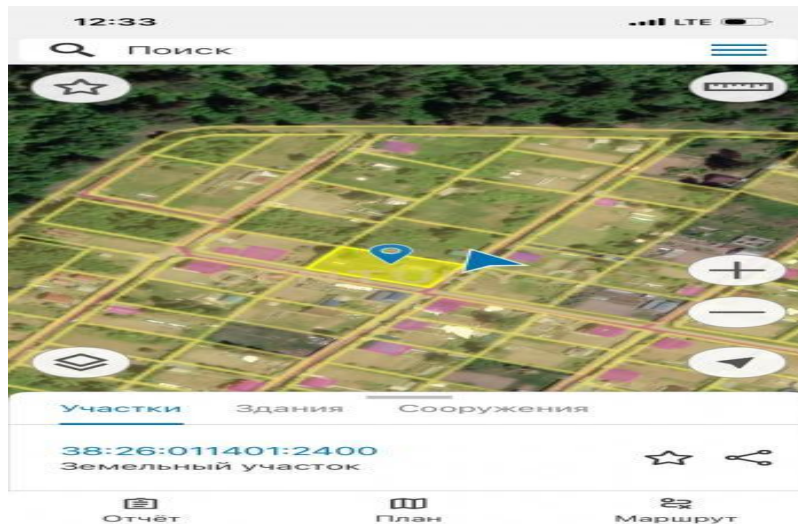 12:33
LTE
Поиск
Участки Здания Сооружения
38:26:011401:2400
Земельный участок
Отчёт План Маршрут